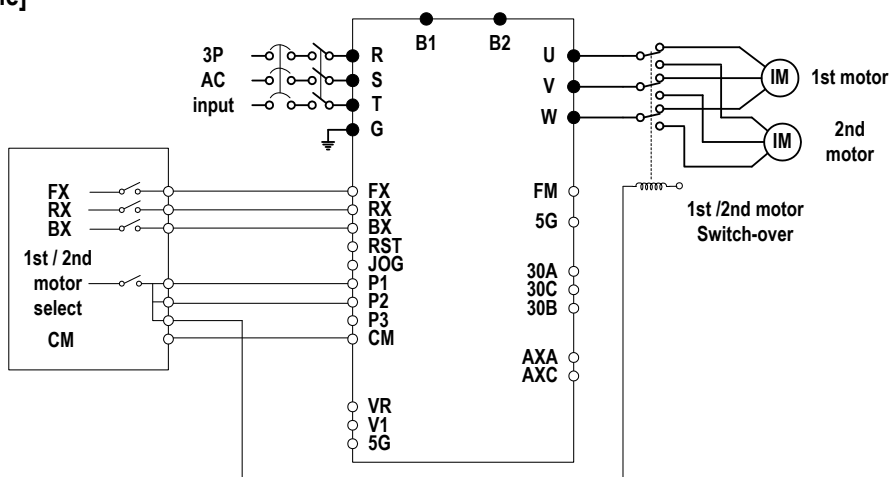 ne]
B1
B2
3P
AC
input
R
S
T
G
U
V
W
IM
1st motor
IM
2nd
motor
FX
RX
BX
1st / 2nd
motor
select
CM
FX
RX
BX
RST
JOG
P1
P2
P3
CM
VR
V1
5G
FM
5G
30A
30C
30B
AXA
AXC
1st /2nd motor
Switch-over